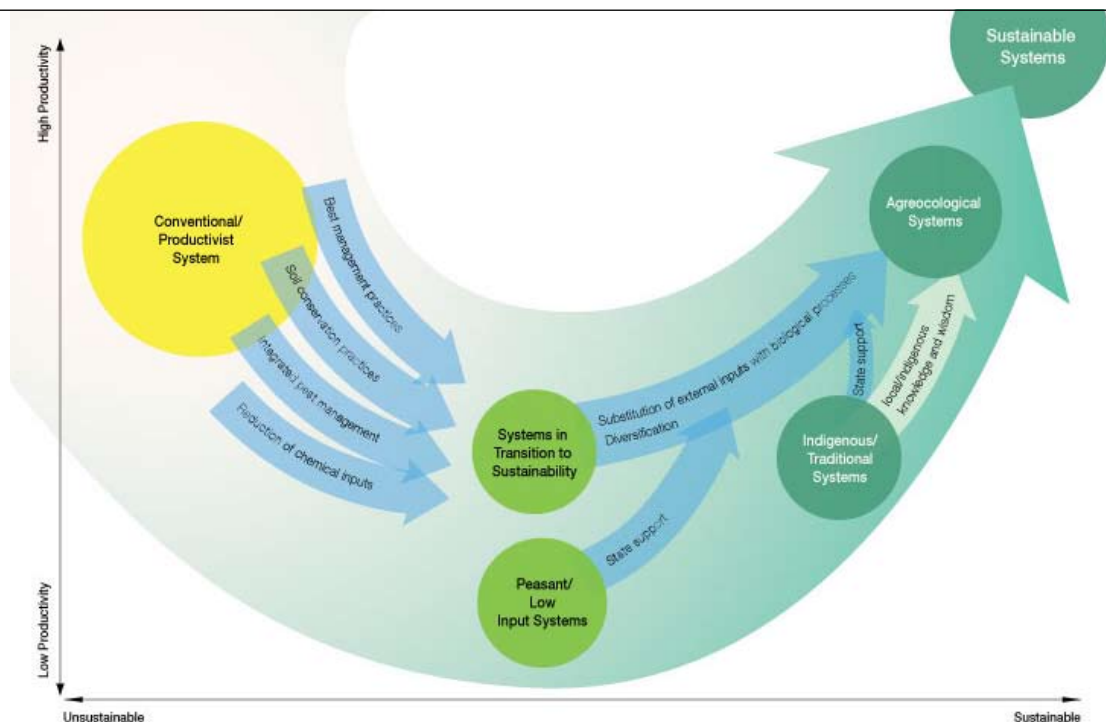 High Productivity
Low Productivity
Unsustainable
Sustainable
Sustainable
Systems
Conventional/
Productivist
System
Best management practices
Soil conservation practices
Integrated pest management
Reduction of chemical inputs
Systems in
Transition to
Sustainability
Substitution of external inputs with biological processes
Diversification
Peasant/
Low
Input Systems
State support
Indigenous/
Traditional
Systems
State support
local/indigenous
knowledge and wisdom
Agreocological
Systems